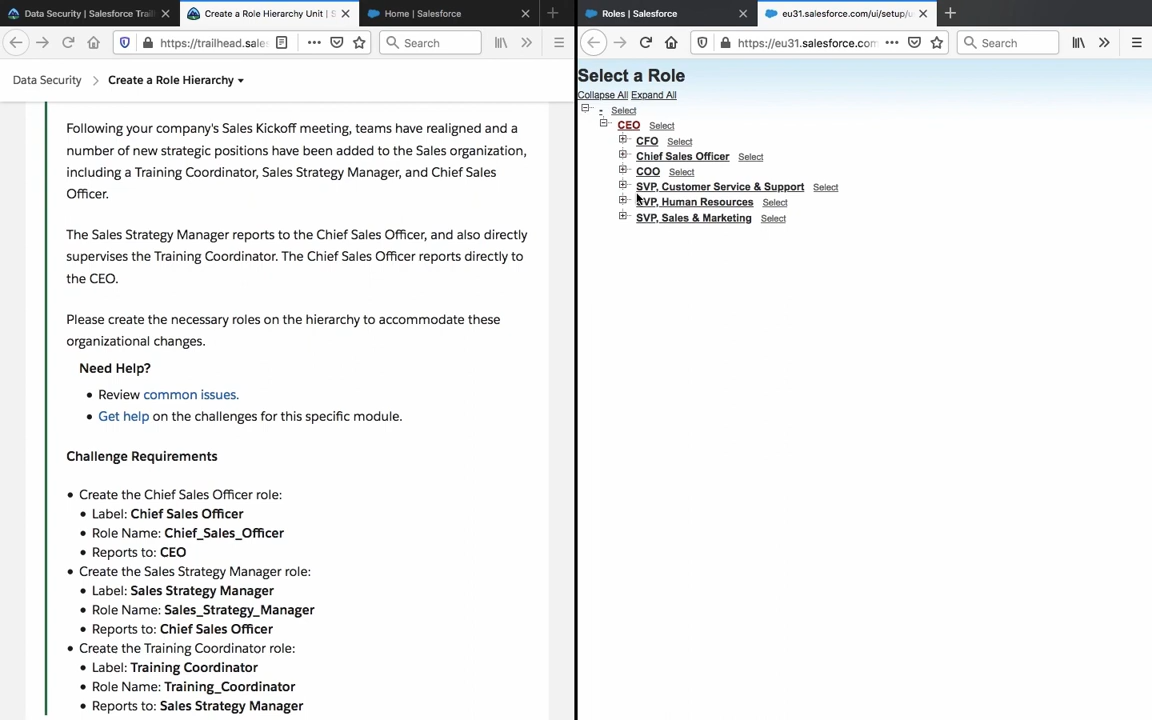 Data Security | Salesforce Trail
Create a Role Hierarchy Unit | S
Home | Salesforce
https://trailhead.sale
Search
Data Security > Create a Role Hierarchy
Following your company's Sales Kickoff meeting, teams have realigned and a
number of new strategic positions have been added to the Sales organization,
including a Training Coordinator, Sales Strategy Manager, and Chief Sales
Officer.
The Sales Strategy Manager reports to the Chief Sales Officer, and also directly
supervises the Training Coordinator. The Chief Sales Officer reports directly to
the CEO.
Please create the necessary roles on the hierarchy to accommodate these
organizational changes.
Need Help?
• Review common issues.
• Get help on the challenges for this specific module.
Challenge Requirements
• Create the Chief Sales Officer role:
• Label: Chief Sales Officer
• Role Name: Chief_Sales_Officer
• Reports to: CEO
• Create the Sales Strategy Manager role:
• Label: Sales Strategy Manager
• Role Name: Sales_Strategy_Manager
• Reports to: Chief Sales Officer
• Create the Training Coordinator role:
• Label: Training Coordinator
• Role Name: Training_Coordinator
• Reports to: Sales Strategy Manager
Roles | Salesforce
eu31.salesforce.com/ui/setup/u
https://eu31.salesforce.com
Search
Select a Role
Collapse All Expand All
- Select
CEO Select
CFO Select
Chief Sales Officer Select
COO Select
SVP, Customer Service & Support Select
SVP, Human Resources Select
SVP, Sales & Marketing Select